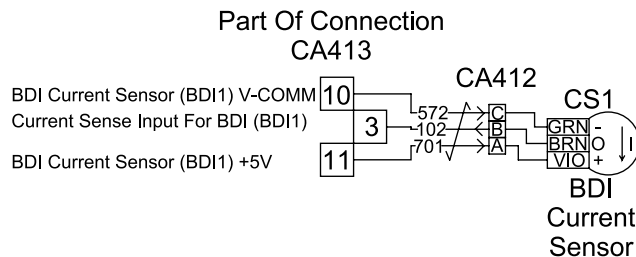 Part Of Connection
CA413
BDI Current Sensor (BDI1) V-COMM 10
Current Sense Input For BDI (BDI1) 3
BDI Current Sensor (BDI1) +5V 11
CA412
572 C
102 B
701 A
CS1
GRN -
BRN O I
VIO +
BDI
Current
Sensor